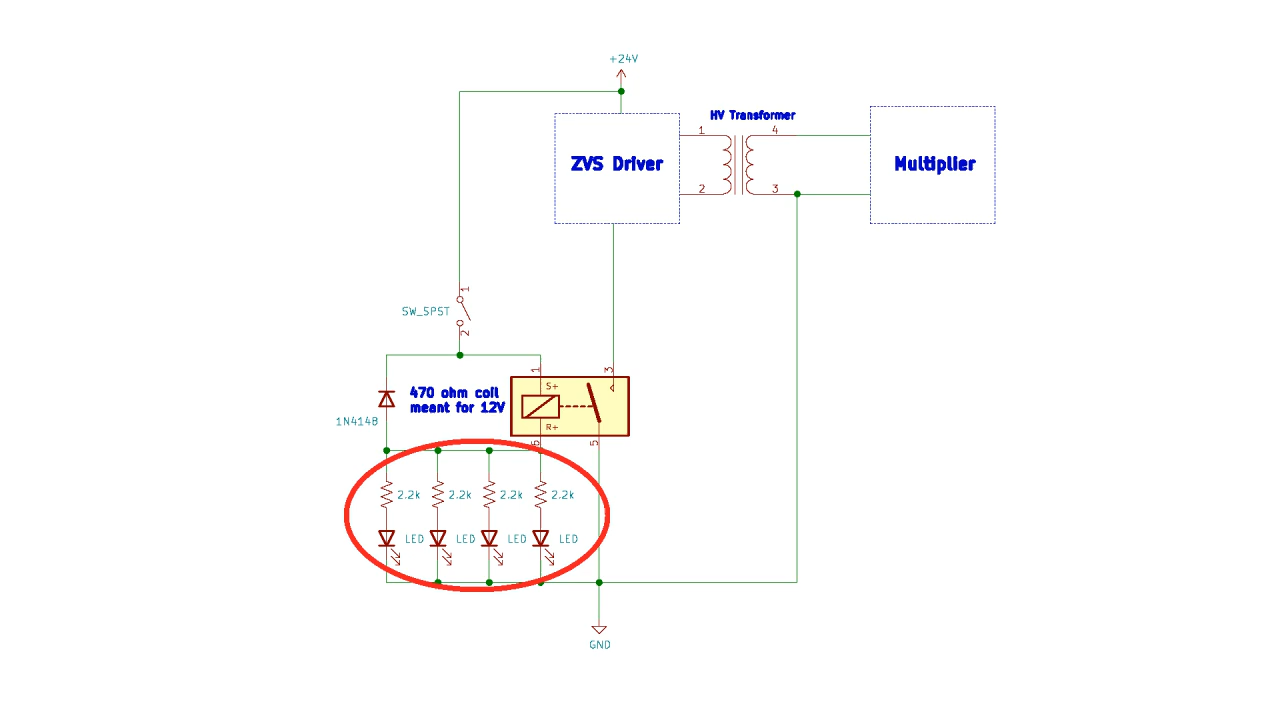 +24V
HV Transformer
1
4
ZVS Driver
Multiplier
2
3
1
SW_SPST
2
1
3
470 ohm coil
meant for 12V
S+
1N4148
R+
5
2.2k
2.2k
2.2k
2.2k
LED
LED
LED
LED
GND